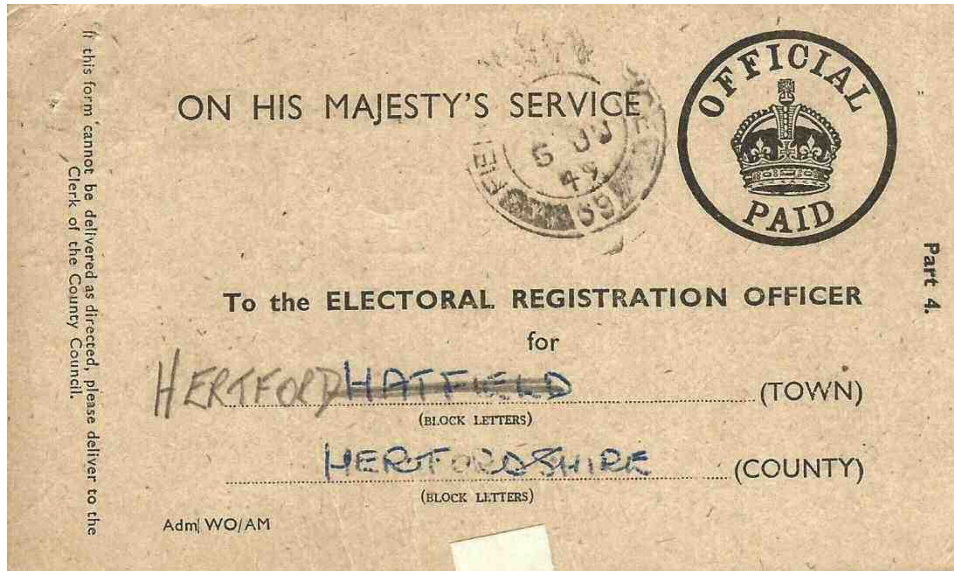 ON HIS MAJESTY'S SERVICE
OFFICIAL
PAID
49
To the ELECTORAL REGISTRATION OFFICER
for
HERTFORD HATFIELD (TOWN)
(BLOCK LETTERS)
HERTFORDSHIRE (COUNTY)
(BLOCK LETTERS)
Adm/WO/AM
Part 4.
If this form cannot be delivered as directed, please deliver to the
Clerk of the County Council.